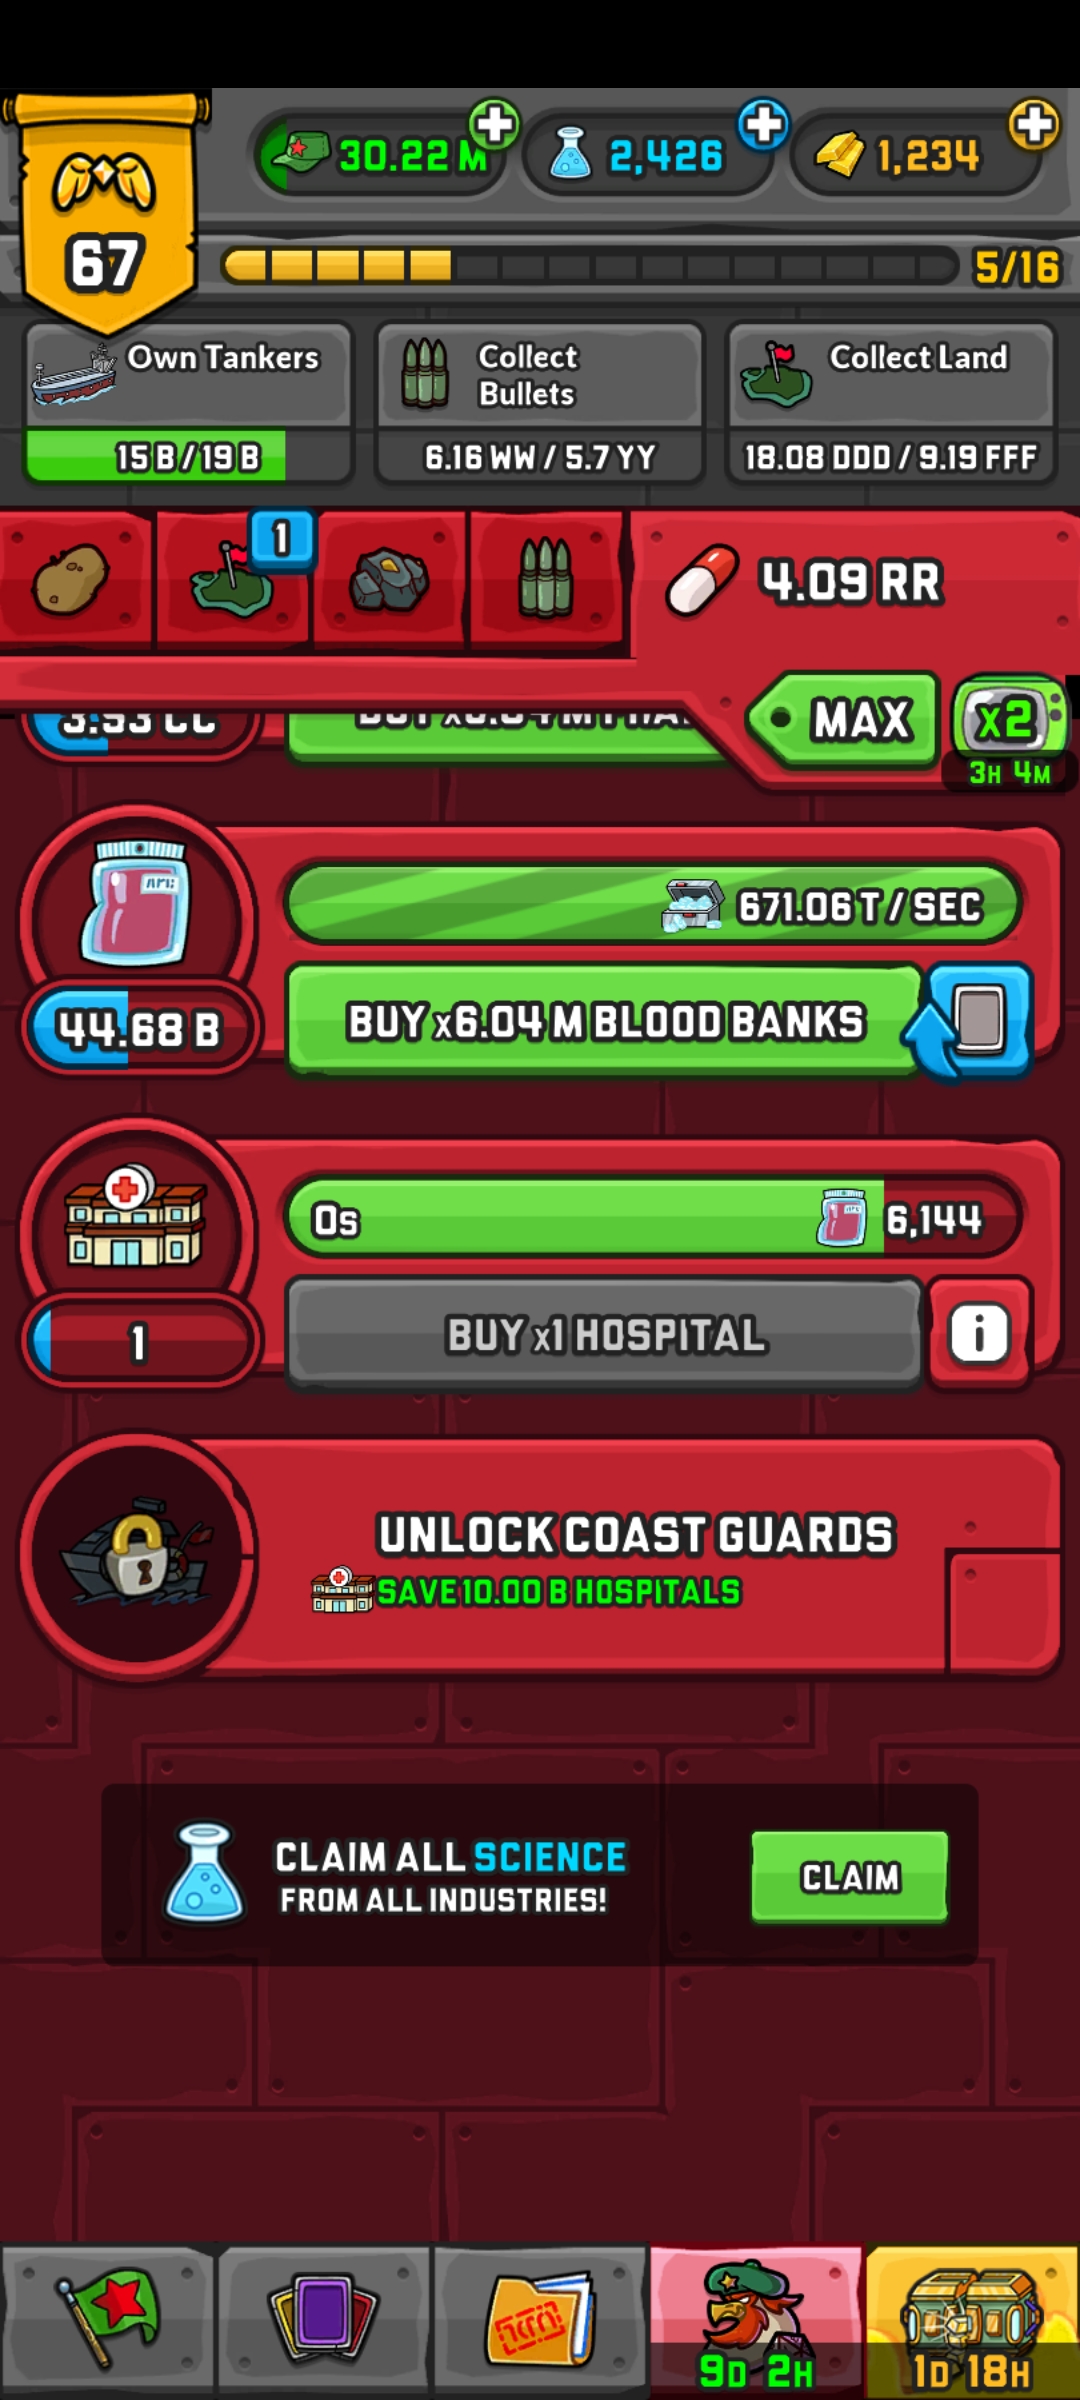 30.22 M
2,426
1,234
67
5/16
Own Tankers
15 B / 19 B
Collect
Bullets
6.16 WW / 5.7 YY
Collect Land
18.08 DDD / 9.19 FFF
1
4.09 RR
MAX
x2
3H 4M
3.93 CC
671.06 T / SEC
44.68 B
BUY x6.04 M BLOOD BANKS
0s
6,144
1
BUY x1 HOSPITAL
i
UNLOCK COAST GUARDS
SAVE 10.00 B HOSPITALS
CLAIM ALL SCIENCE
FROM ALL INDUSTRIES!
CLAIM
9D 2H
1D 18H